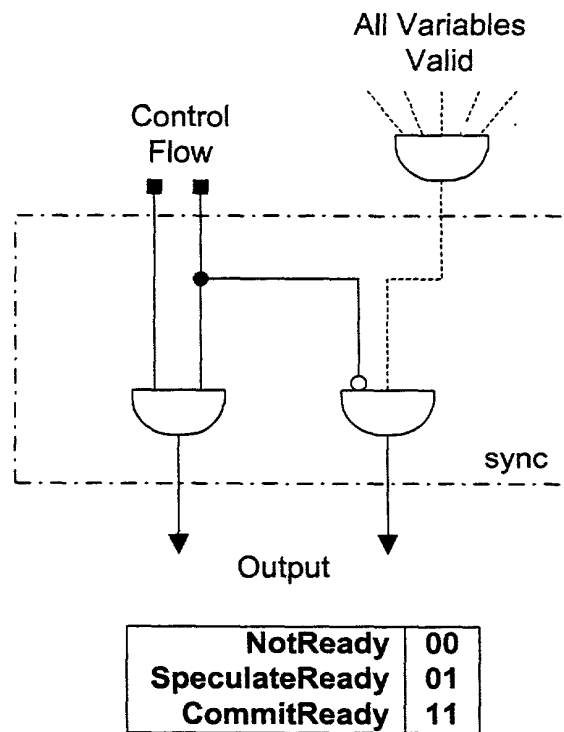 All Variables
Valid
Control
Flow
sync
Output
NotReady 00
SpeculateReady 01
CommitReady 11